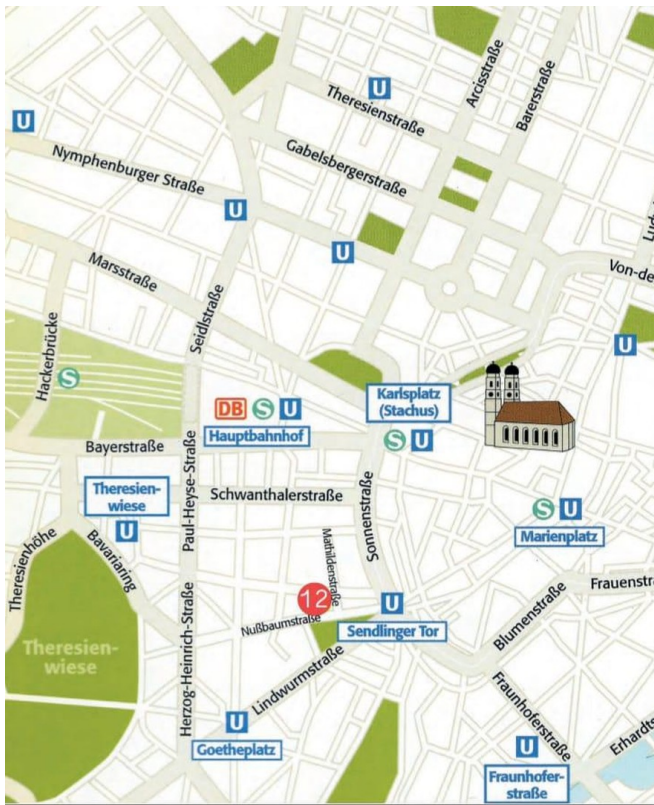 U
Theresienstraße
Arcisstraße
Barerstraße
U
Nymphenburger Straße
Gabelsbergerstraße
U
U
Von-de
Marsstraße
Seidlstraße
Hackerbrücke
U
S
Karlsplatz
(Stachus)
DB S U
Hauptbahnhof
S U
Bayerstraße
Paul-Heyse-Straße
Schwanthalerstraße
Sonnenstraße
Theresien-
wiese
U
S U
Marienplatz
Theresienhöhe
Bavariaring
Mathildenstraße
12
Nußbaumstraße
U
Sendlinger Tor
Blumenstraße
Frauenstr
Theresien-
wiese
Herzog-Heinrich-Straße
Lindwurmstraße
U
Goetheplatz
Fraunhoferstraße
U
Fraunhofer-
straße
Erhardts